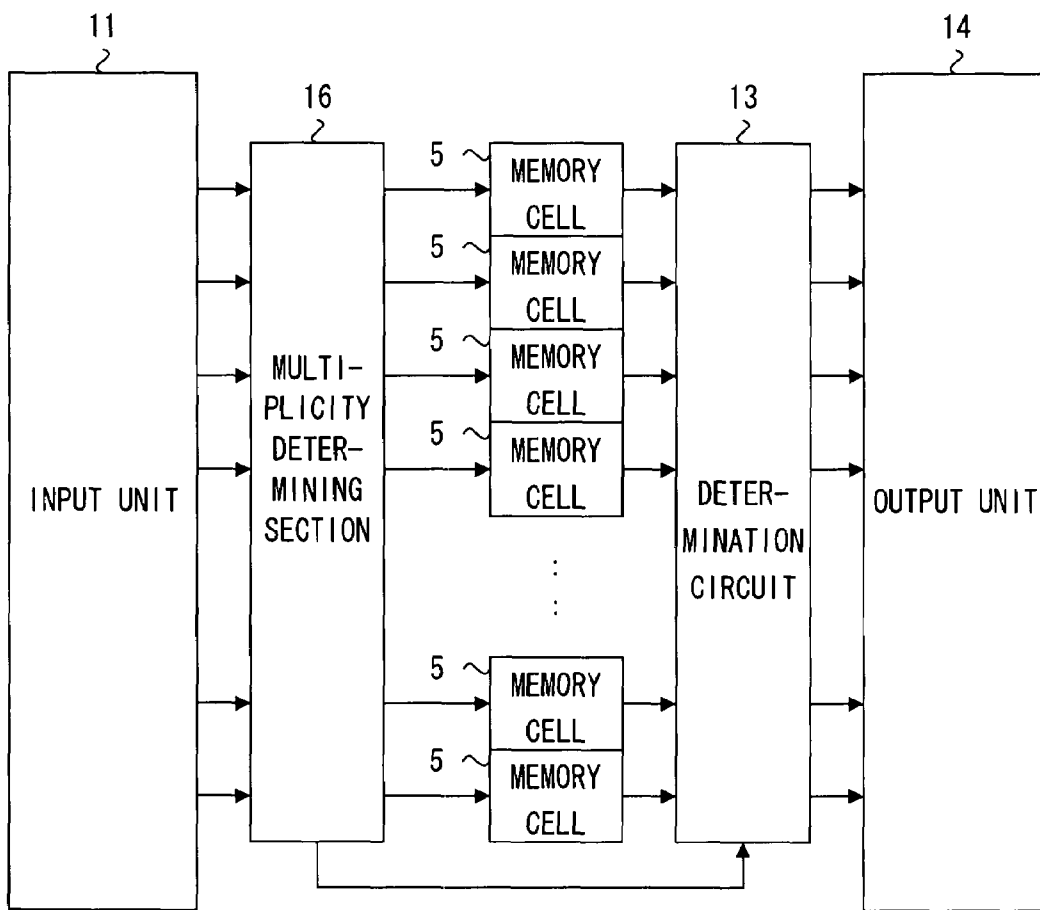 11
14
16
13
5
MEMORY
CELL
5
MEMORY
CELL
5
MEMORY
CELL
5
MEMORY
CELL
INPUT UNIT
MULTI-
PLICITY
DETER-
MINING
SECTION
DETER-
MINATION
CIRCUIT
OUTPUT UNIT
5
MEMORY
CELL
5
MEMORY
CELL